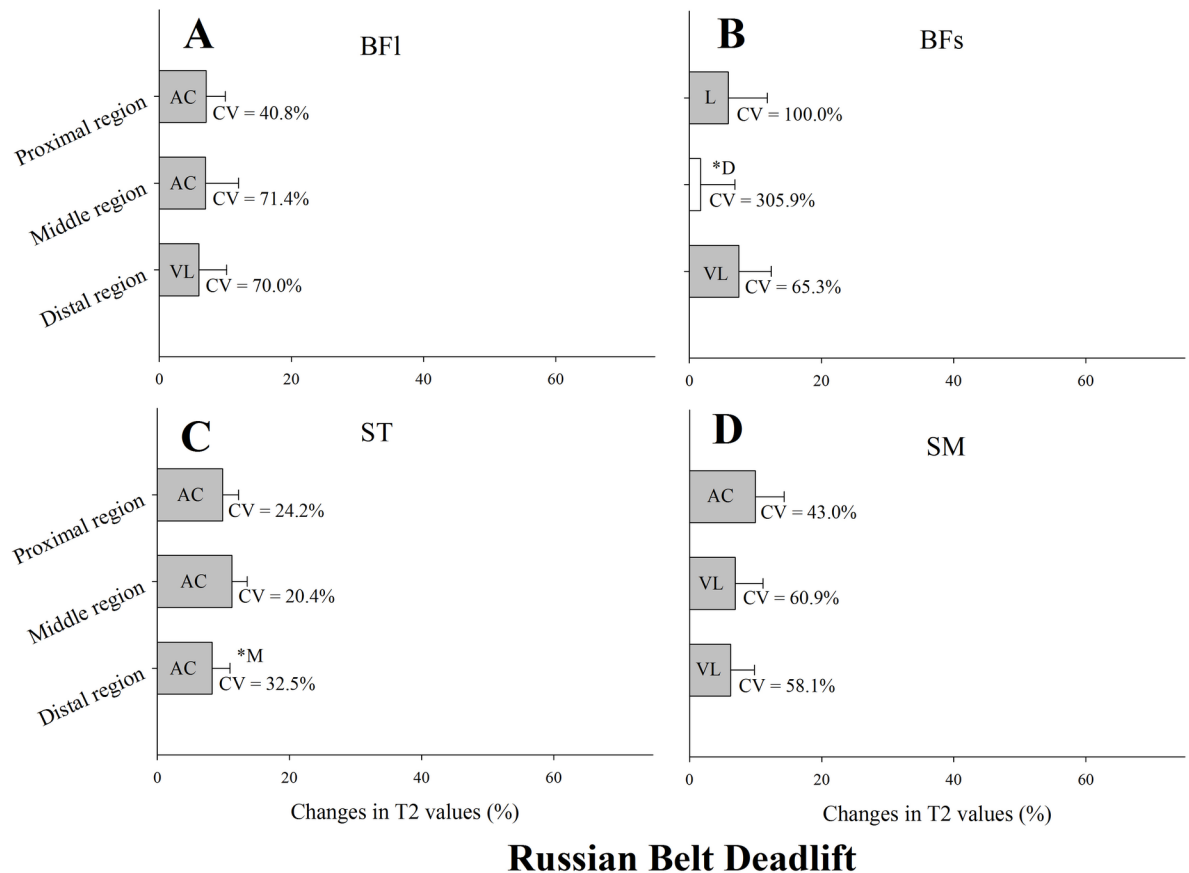 A
BFl
Proximal region
AC
CV = 40.8%
Middle region
AC
CV = 71.4%
Distal region
VL
CV = 70.0%
0 20 40 60
B
BFs
L
CV = 100.0%
*D
CV = 305.9%
VL
CV = 65.3%
0 20 40 60
C
ST
Proximal region
AC
CV = 24.2%
Middle region
AC
CV = 20.4%
Distal region
AC
*M
CV = 32.5%
0 20 40 60
Changes in T2 values (%)
D
SM
AC
CV = 43.0%
VL
CV = 60.9%
VL
CV = 58.1%
0 20 40 60
Changes in T2 values (%)
Russian Belt Deadlift